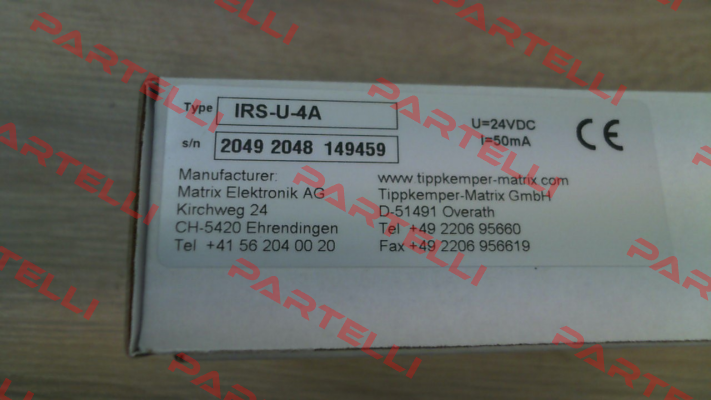 Type IRS-U-4A
s/n 2049 2048 149459
U=24VDC
I=50mA
CE
Manufacturer:
Matrix Elektronik AG
Kirchweg 24
CH-5420 Ehrendingen
Tel +41 56 204 00 20
www.tippkemper-matrix.com
Tippkemper-Matrix GmbH
D-51491 Overath
Tel +49 2206 95660
Fax +49 2206 956619
PARTELLI
PARTELLI
PARTELLI
PARTELLI
PARTELLI
PARTELLI
PARTELLI
PARTELLI